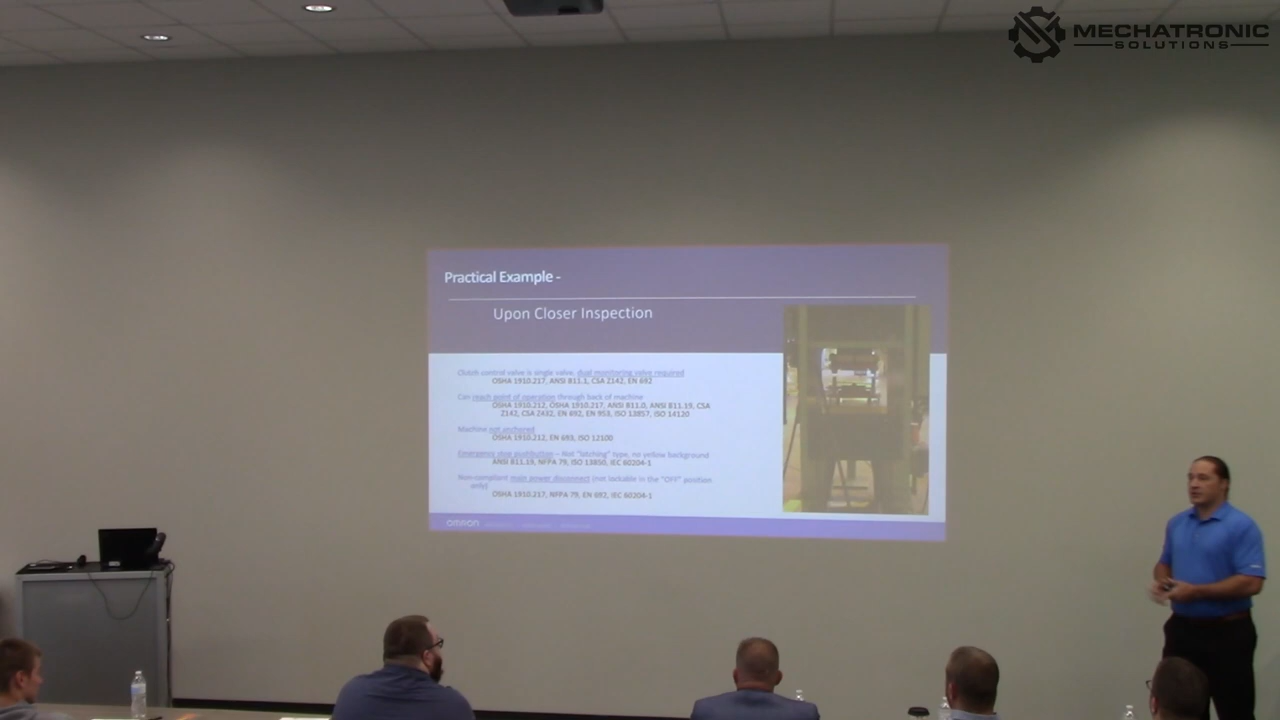 MECHATRONIC
SOLUTIONS
Practical Example -
Upon Closer Inspection
Clutch control valve is single valve, dual monitoring valve required
OSHA 1910.217, ANSI B11.1, CSA Z142, EN 692
Can reach point of operation through back of machine
OSHA 1910.212, OSHA 1910.217, ANSI B11.0, ANSI B11.19, CSA
Z142, CSA Z432, EN 692, EN 953, ISO 13857, ISO 14120
Machine not anchored
OSHA 1910.212, EN 693, ISO 12100
Emergency stop pushbutton – Not "latching" type, no yellow background
ANSI B11.19, NFPA 79, ISO 13850, IEC 60204-1
Non-compliant main power disconnect (not lockable in the "OFF" position
only)
OSHA 1910.217, NFPA 79, EN 692, IEC 60204-1
OMRON